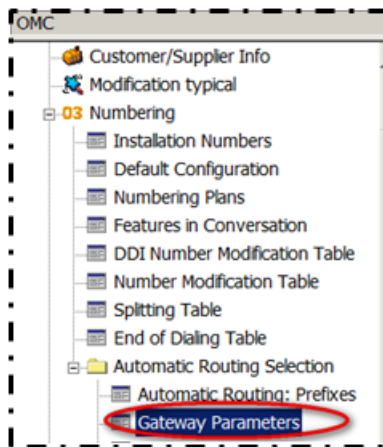 OMC
Customer/Supplier Info
Modification typical
03 Numbering
Installation Numbers
Default Configuration
Numbering Plans
Features in Conversation
DDI Number Modification Table
Number Modification Table
Splitting Table
End of Dialing Table
Automatic Routing Selection
Automatic Routing: Prefixes
Gateway Parameters